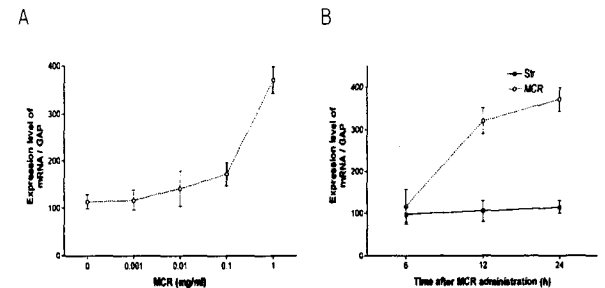 A
B
Expression level of
mRNA / GAP
400
300
200
100
0
0 0.001 0.01 0.1 1
MCR (mg/ml)
Expression level of
mRNA / GAP
400
300
200
100
0
Str
MCR
6 12 24
Time after MCR administration (h)